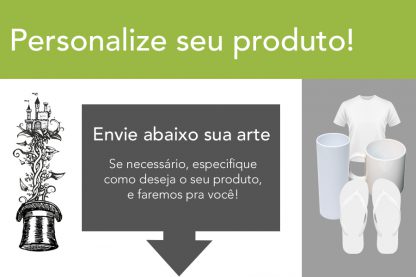 Personalize seu produto!
Envie abaixo sua arte
Se necessário, especifique
como deseja o seu produto,
e faremos pra você!